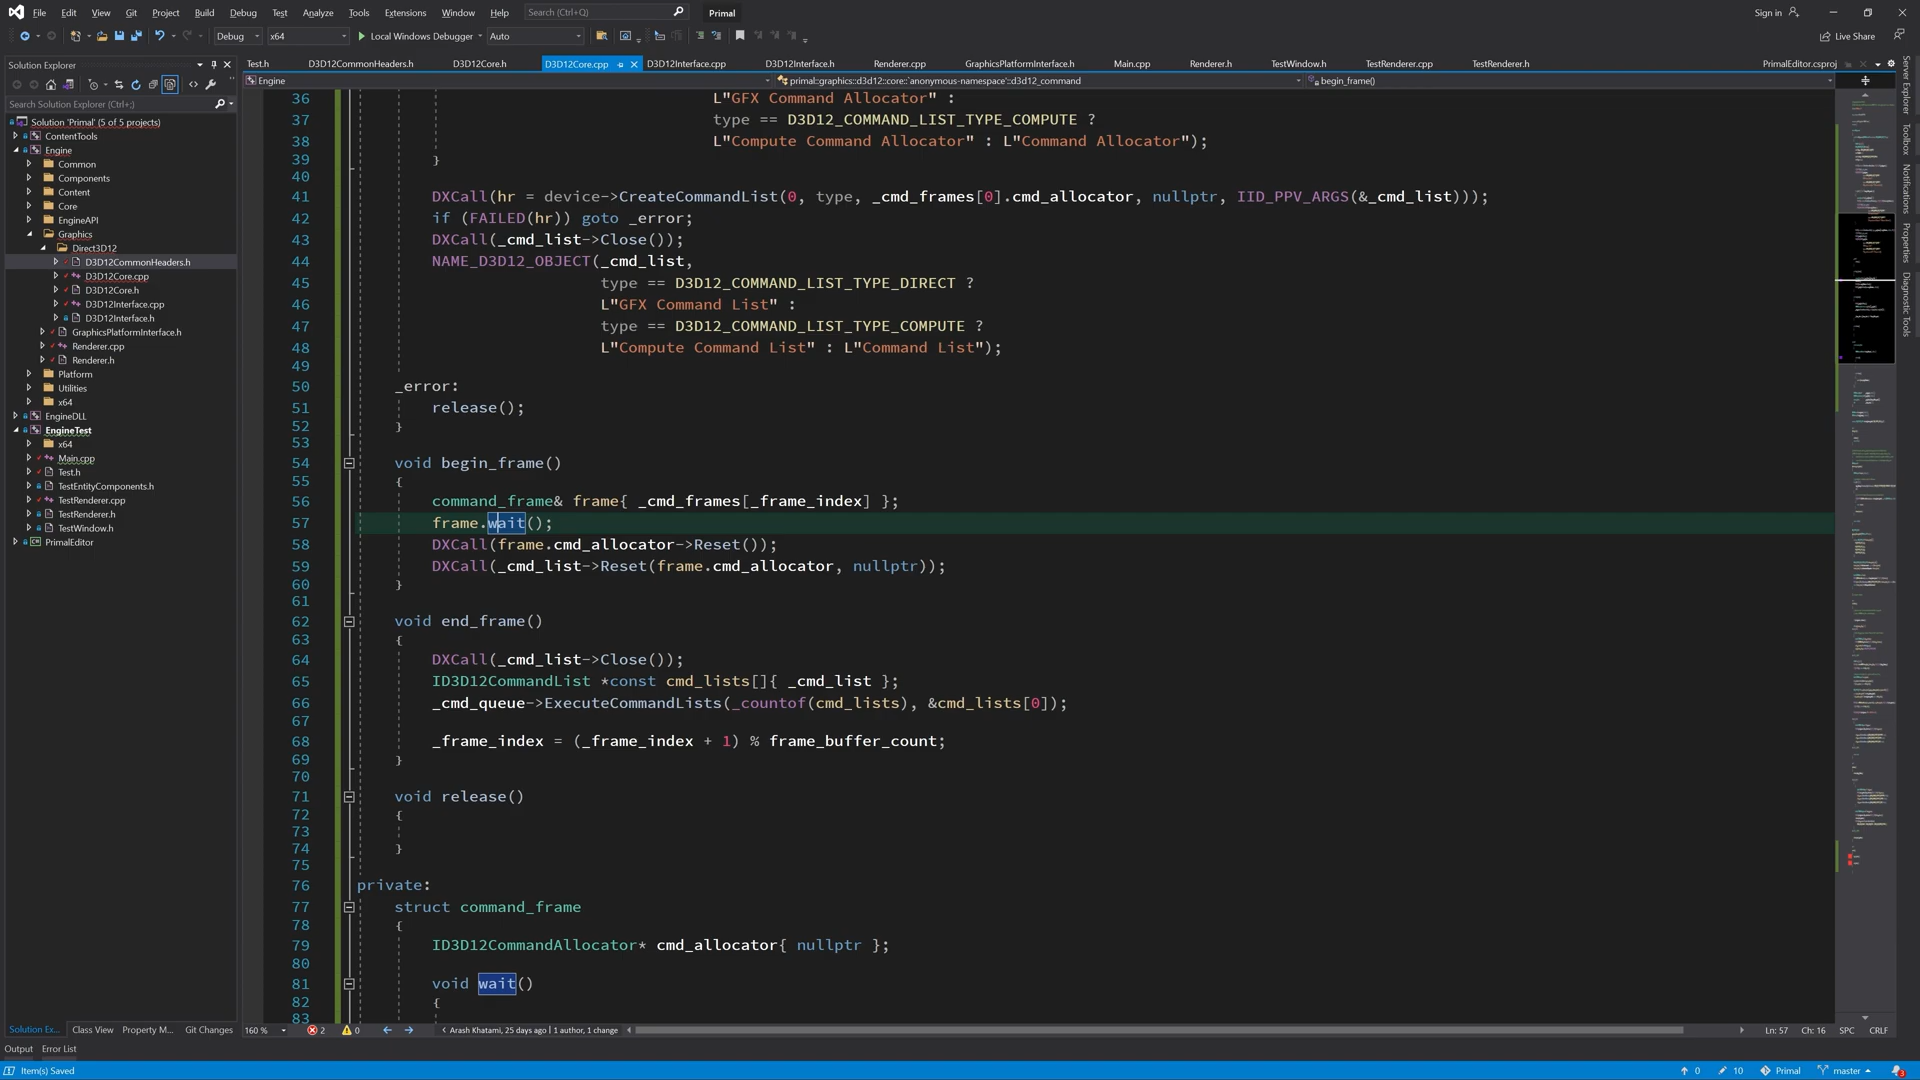 File Edit View Git Project Build Debug Test Analyze Tools Extensions Window Help Search (Ctrl+Q) Primal Sign in
Debug x64 Local Windows Debugger Auto Live Share
Solution Explorer
Search Solution Explorer (Ctrl+;)
Solution 'Primal' (5 of 5 projects)
ContentTools
Engine
Common
Components
Content
Core
EngineAPI
Graphics
Direct3D12
D3D12CommonHeaders.h
D3D12Core.cpp
D3D12Core.h
D3D12Interface.cpp
D3D12Interface.h
GraphicsPlatformInterface.h
Renderer.cpp
Renderer.h
Platform
Utilities
x64
EngineDLL
EngineTest
x64
Main.cpp
Test.h
TestEntityComponents.h
TestRenderer.cpp
TestRenderer.h
TestWindow.h
PrimalEditor
Solution Ex... Class View Property M... Git Changes
Test.h D3D12CommonHeaders.h D3D12Core.h D3D12Core.cpp D3D12Interface.cpp D3D12Interface.h Renderer.cpp GraphicsPlatformInterface.h Main.cpp Renderer.h TestWindow.h TestRenderer.cpp TestRenderer.h PrimalEditor.csproj
Engine primal::graphics::d3d12::core::`anonymous-namespace'::d3d12_command begin_frame()
36 L"GFX Command Allocator" :
37 type == D3D12_COMMAND_LIST_TYPE_COMPUTE ?
38 L"Compute Command Allocator" : L"Command Allocator");
39 }
40
41 DXCall(hr = device->CreateCommandList(0, type, _cmd_frames[0].cmd_allocator, nullptr, IID_PPV_ARGS(&_cmd_list)));
42 if (FAILED(hr)) goto _error;
43 DXCall(_cmd_list->Close());
44 NAME_D3D12_OBJECT(_cmd_list,
45 type == D3D12_COMMAND_LIST_TYPE_DIRECT ?
46 L"GFX Command List" :
47 type == D3D12_COMMAND_LIST_TYPE_COMPUTE ?
48 L"Compute Command List" : L"Command List");
49
50 _error:
51 release();
52 }
53
54 void begin_frame()
55 {
56 command_frame& frame{ _cmd_frames[_frame_index] };
57 frame.wait();
58 DXCall(frame.cmd_allocator->Reset());
59 DXCall(_cmd_list->Reset(frame.cmd_allocator, nullptr));
60 }
61
62 void end_frame()
63 {
64 DXCall(_cmd_list->Close());
65 ID3D12CommandList *const cmd_lists[]{ _cmd_list };
66 _cmd_queue->ExecuteCommandLists(_countof(cmd_lists), &cmd_lists[0]);
67
68 _frame_index = (_frame_index + 1) % frame_buffer_count;
69 }
70
71 void release()
72 {
73
74 }
75
76 private:
77 struct command_frame
78 {
79 ID3D12CommandAllocator* cmd_allocator{ nullptr };
80
81 void wait()
82 {
83
160 % 2 0 Arash Khatami, 25 days ago | 1 author, 1 change Ln: 57 Ch: 16 SPC CRLF
Server Explorer
Toolbox
Notifications
Properties
Diagnostic Tools
Output Error List
Item(s) Saved 0 10 Primal master 3